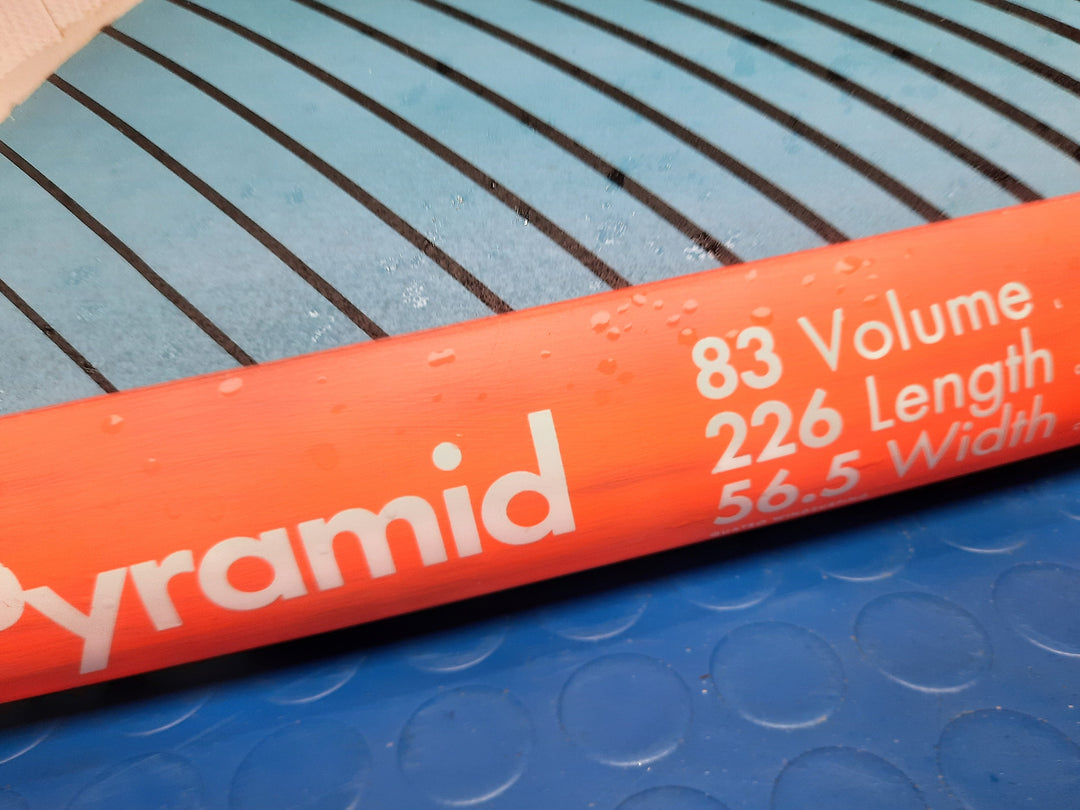 Pyramid
83 Volume
226 Length
56.5 Width